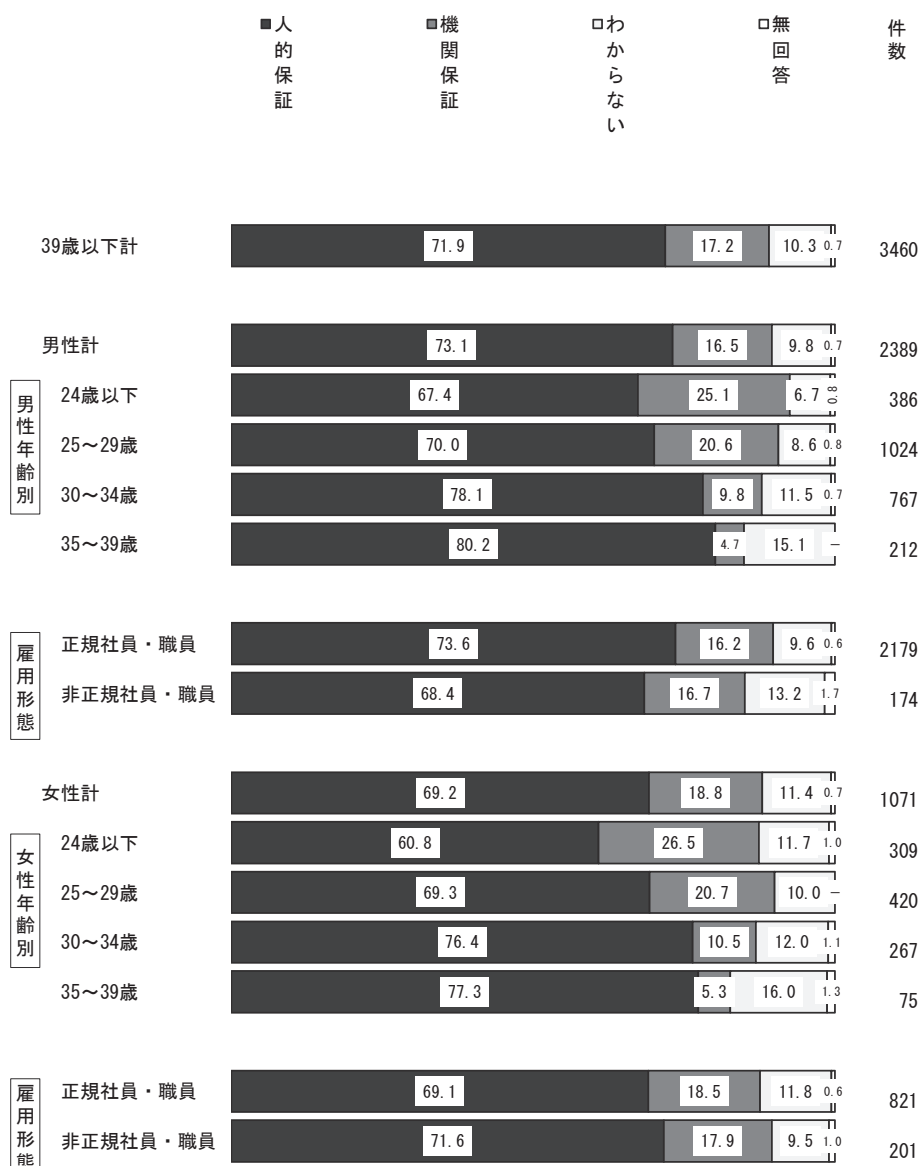 ■人的保証 ■機関保証 □わからない □無回答 件数
39歳以下計 71.9 17.2 10.3 0.7 3460
男性計 73.1 16.5 9.8 0.7 2389
男性年齢別
24歳以下 67.4 25.1 6.7 0.8 386
25～29歳 70.0 20.6 8.6 0.8 1024
30～34歳 78.1 9.8 11.5 0.7 767
35～39歳 80.2 4.7 15.1 － 212
雇用形態
正規社員・職員 73.6 16.2 9.6 0.6 2179
非正規社員・職員 68.4 16.7 13.2 1.7 174
女性計 69.2 18.8 11.4 0.7 1071
女性年齢別
24歳以下 60.8 26.5 11.7 1.0 309
25～29歳 69.3 20.7 10.0 － 420
30～34歳 76.4 10.5 12.0 1.1 267
35～39歳 77.3 5.3 16.0 1.3 75
雇用形態
正規社員・職員 69.1 18.5 11.8 0.6 821
非正規社員・職員 71.6 17.9 9.5 1.0 201